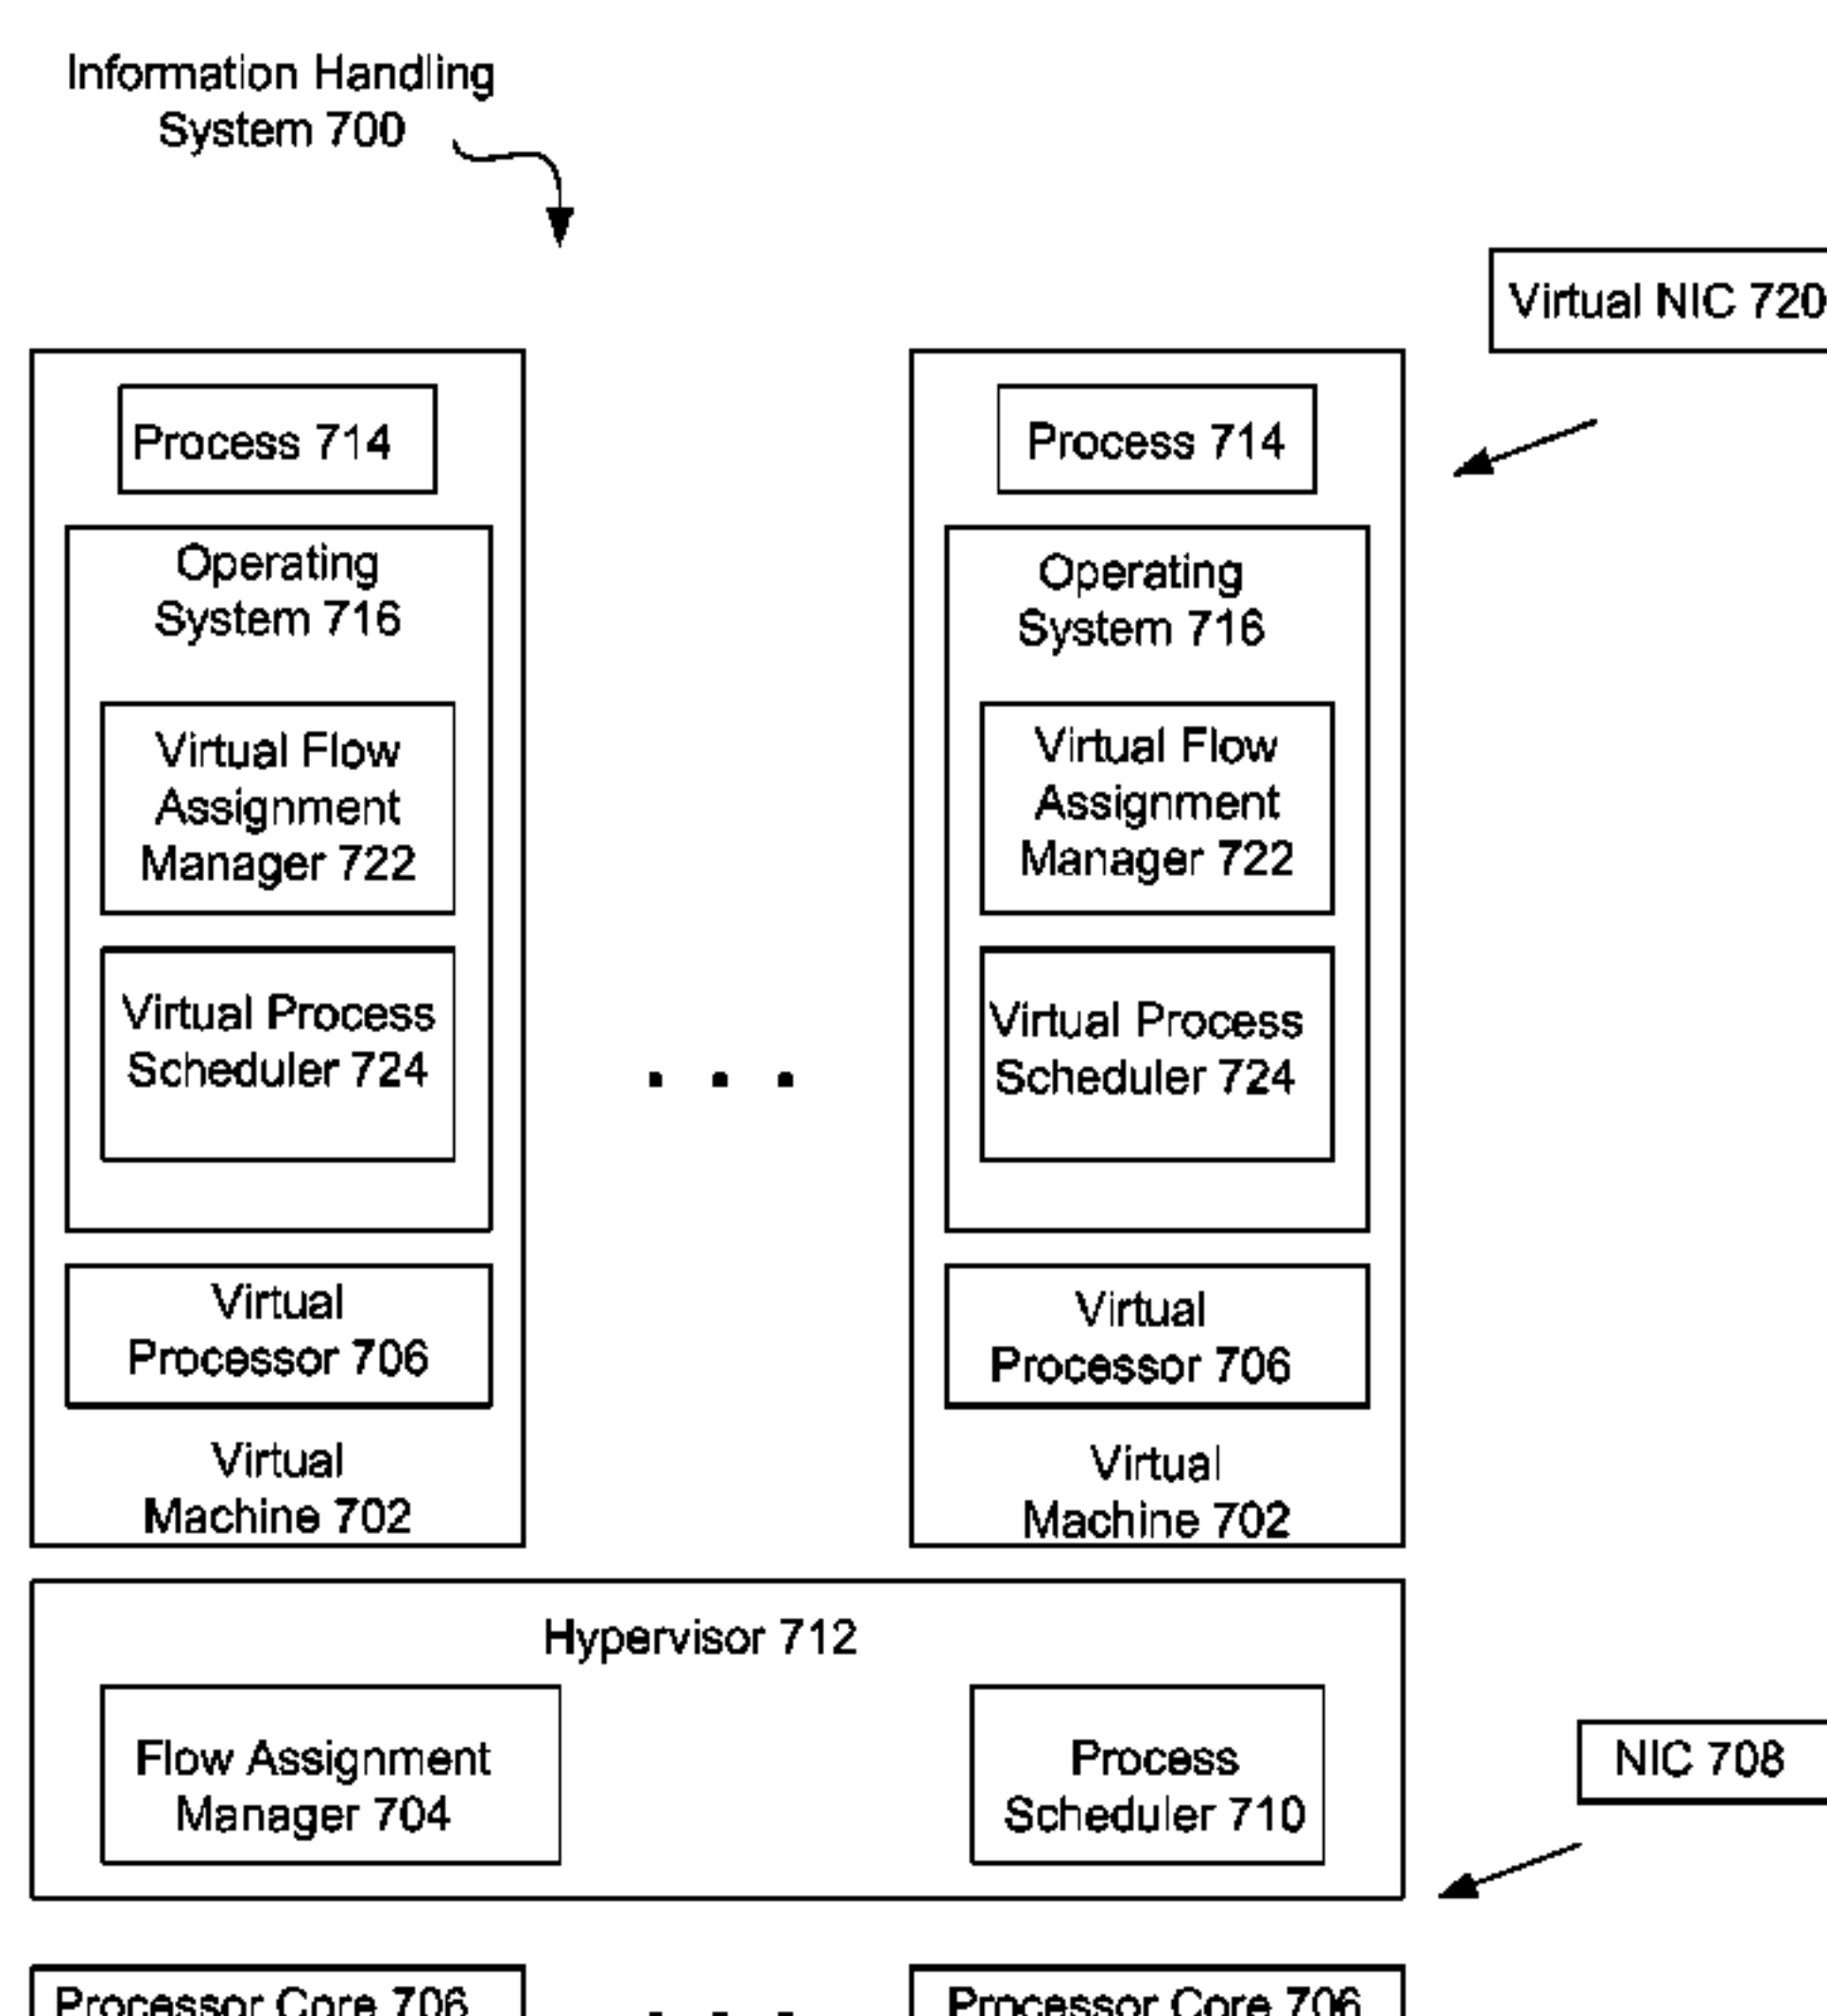 Information Handling
System 700
Virtual NIC 720
Process 714
Operating
System 716
Virtual Flow
Assignment
Manager 722
Virtual Process
Scheduler 724
Virtual
Processor 706
Virtual
Machine 702
. . .
Process 714
Operating
System 716
Virtual Flow
Assignment
Manager 722
Virtual Process
Scheduler 724
Virtual
Processor 706
Virtual
Machine 702
Hypervisor 712
Flow Assignment
Manager 704
Process
Scheduler 710
NIC 708
Processor Core 706
. . .
Processor Core 706